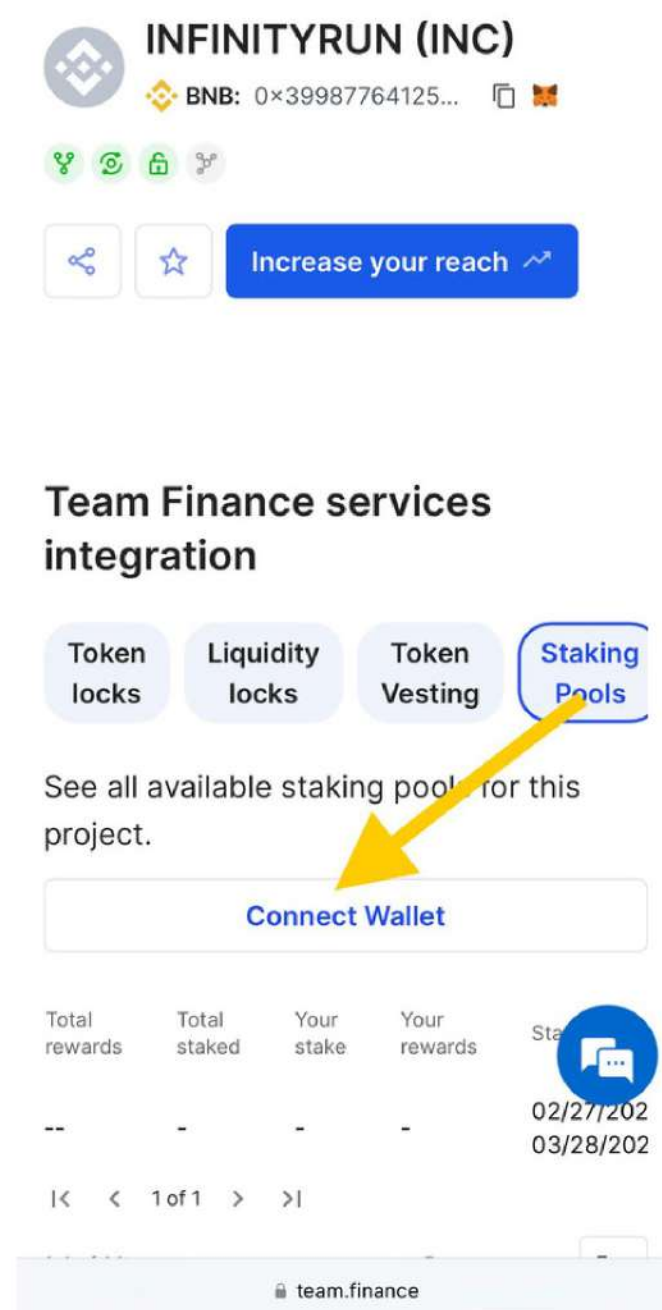 INFINITYRUN (INC)
BNB: 0×39987764125...
Increase your reach
Team Finance services
integration
Token locks
Liquidity locks
Token Vesting
Staking Pools
See all available staking pools for this
project.
Connect Wallet
Total rewards
Total staked
Your stake
Your rewards
Sta
-- - - -
02/27/202
03/28/202
|< < 1 of 1 > >|
team.finance